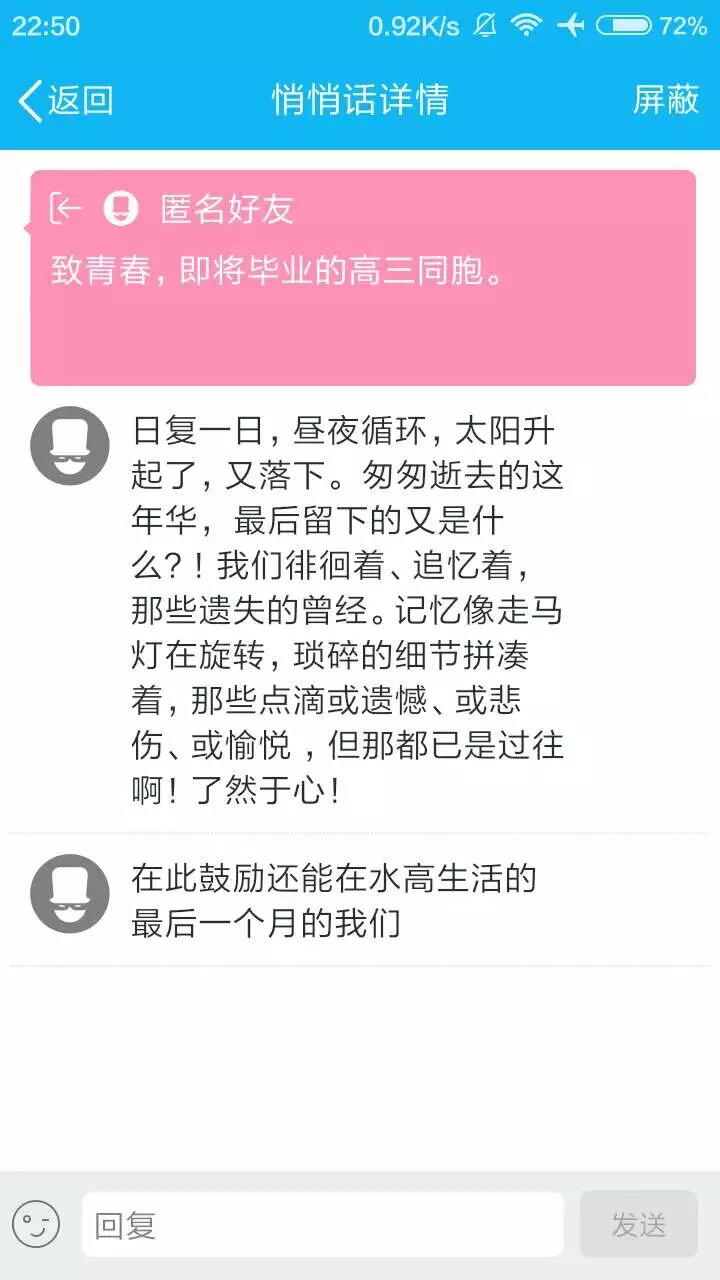 22:50 0.92K/s 72%
返回 悄悄话详情 屏蔽
匿名好友
致青春，即将毕业的高三同胞。
日复一日，昼夜循环，太阳升
起了，又落下。匆匆逝去的这
年华， 最后留下的又是什
么？！我们徘徊着、追忆着，
那些遗失的曾经。记忆像走马
灯在旋转，琐碎的细节拼凑
着，那些点滴或遗憾、或悲
伤、或愉悦 ，但那都已是过往
啊！了然于心！
在此鼓励还能在水高生活的
最后一个月的我们
回复 发送